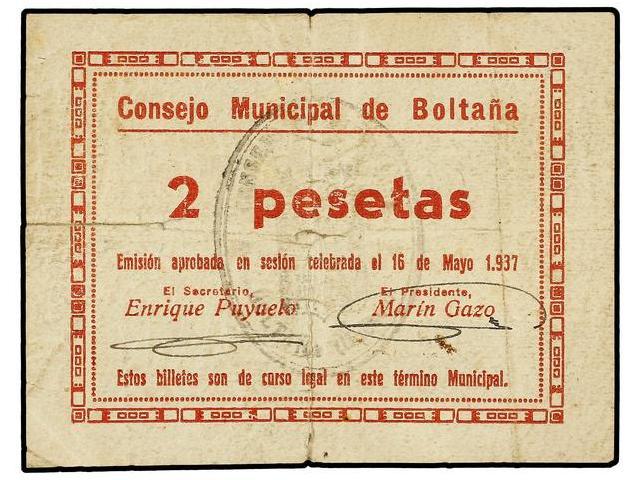 Consejo Municipal de Boltaña
2 pesetas
Emisión aprobada en sesión celebrada el 16 de Mayo 1.937
El Secretario,
Enrique Puyuelo
El Presidente,
Marín Gazo
Estos billetes son de curso legal en este término Municipal.